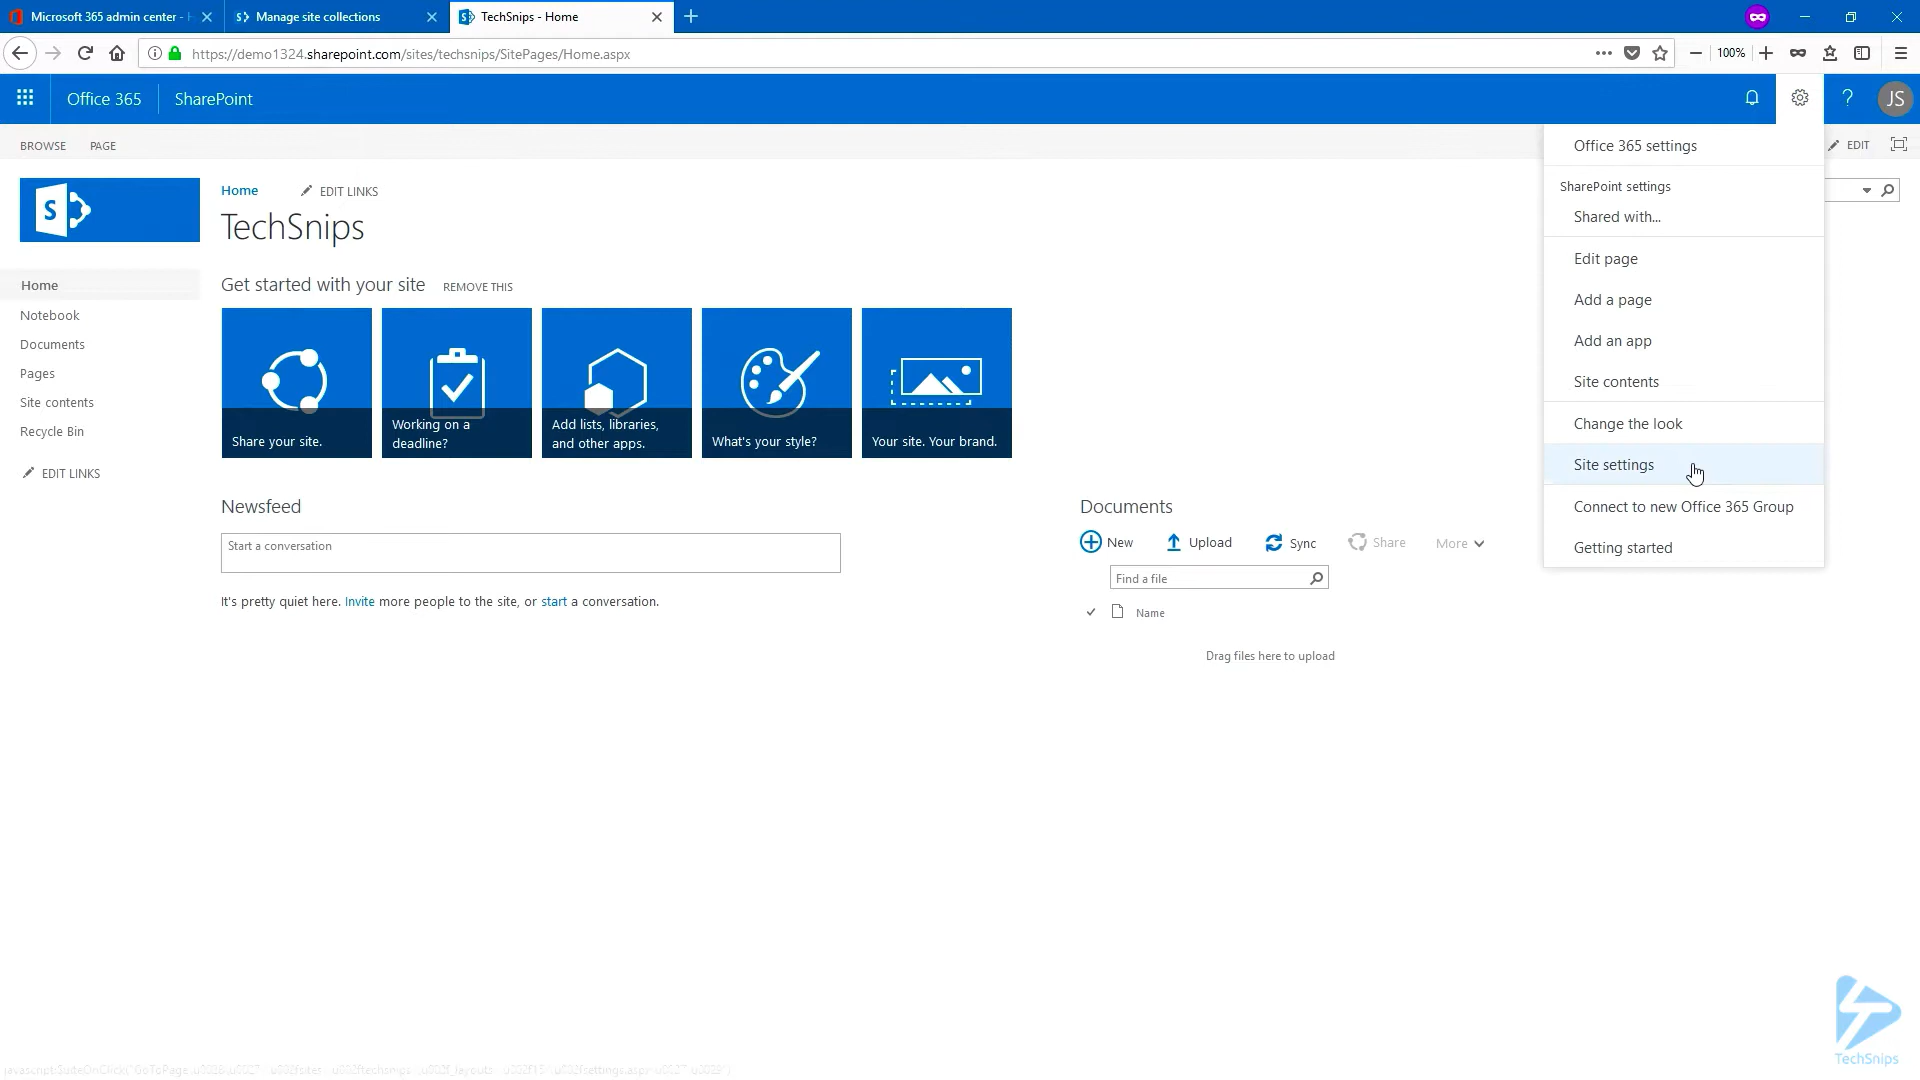 Microsoft 365 admin center - H
Manage site collections
TechSnips - Home
https://demo1324.sharepoint.com/sites/techsnips/SitePages/Home.aspx
100%
Office 365
SharePoint
?
JS
BROWSE
PAGE
EDIT
Office 365 settings
SharePoint settings
Shared with...
Edit page
Add a page
Add an app
Site contents
Change the look
Site settings
Connect to new Office 365 Group
Getting started
S
Home
EDIT LINKS
TechSnips
Home
Notebook
Documents
Pages
Site contents
Recycle Bin
EDIT LINKS
Get started with your site
REMOVE THIS
Share your site.
Working on a
deadline?
Add lists, libraries,
and other apps.
What's your style?
Your site. Your brand.
Newsfeed
Start a conversation
It's pretty quiet here. Invite more people to the site, or start a conversation.
Documents
New
Upload
Sync
Share
More
Find a file
Name
Drag files here to upload
TechSnips